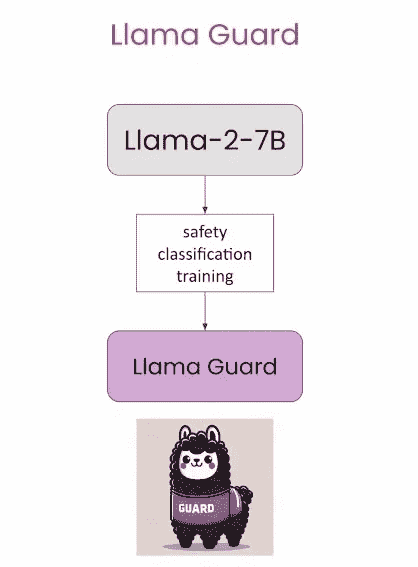 Llama Guard
Llama-2-7B
safety
classification
training
Llama Guard
GUARD